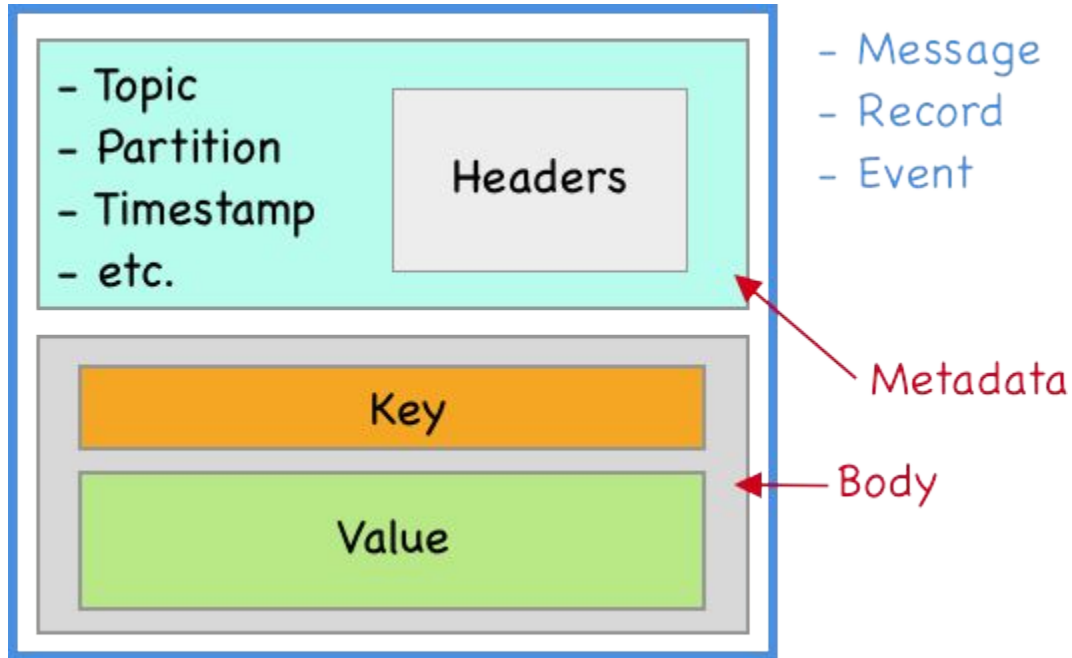 - Topic
- Partition
- Timestamp
- etc.
Headers
- Message
- Record
- Event
Metadata
Key
Value
Body